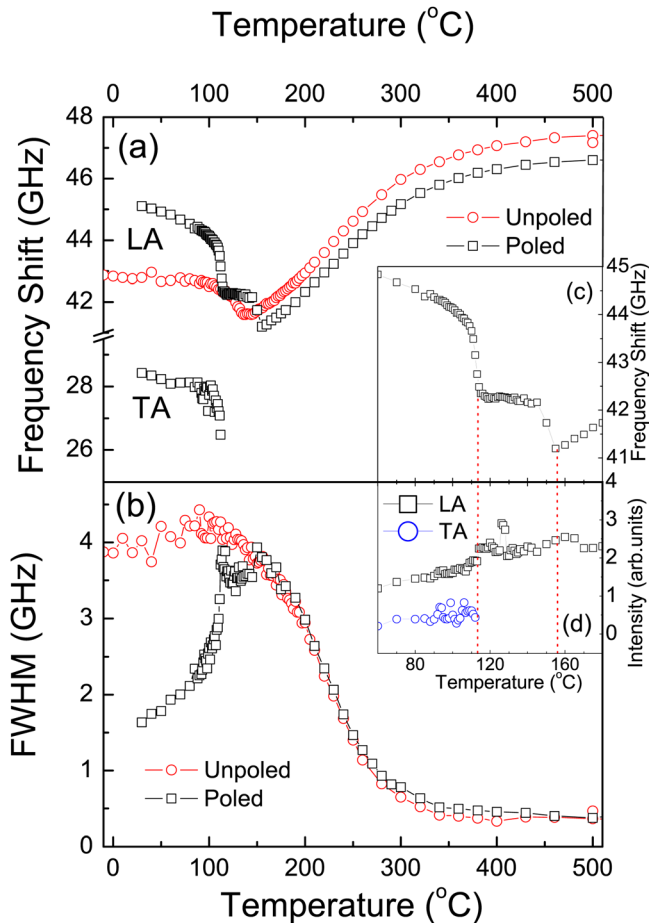 Temperature (°C)
0 100 200 300 400 500
48
46
44
42
28
26
Frequency Shift (GHz)
(a)
LA
TA
Unpoled
Poled
(c)
45
44
43
42
41
Frequency Shift (GHz)
(b)
4
3
2
1
0
FWHM (GHz)
Unpoled
Poled
LA
TA
(d)
4
3
2
1
0
Intensity (arb.units)
80 120 160
Temperature (°C)
0 100 200 300 400 500
Temperature (°C)